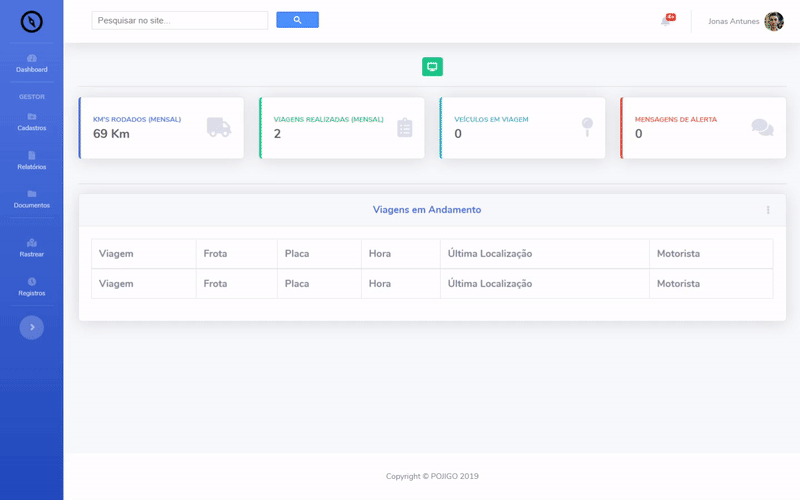 Pesquisar no site...
4+
Jonas Antunes
Dashboard
GESTOR
Cadastros
Relatórios
Documentos
Rastrear
Registros
KM'S RODADOS (MENSAL)
69 Km
VIAGENS REALIZADAS (MENSAL)
2
VEÍCULOS EM VIAGEM
0
MENSAGENS DE ALERTA
0
Viagens em Andamento
Viagem Frota Placa Hora Última Localização Motorista
Viagem Frota Placa Hora Última Localização Motorista
Copyright © POJIGO 2019